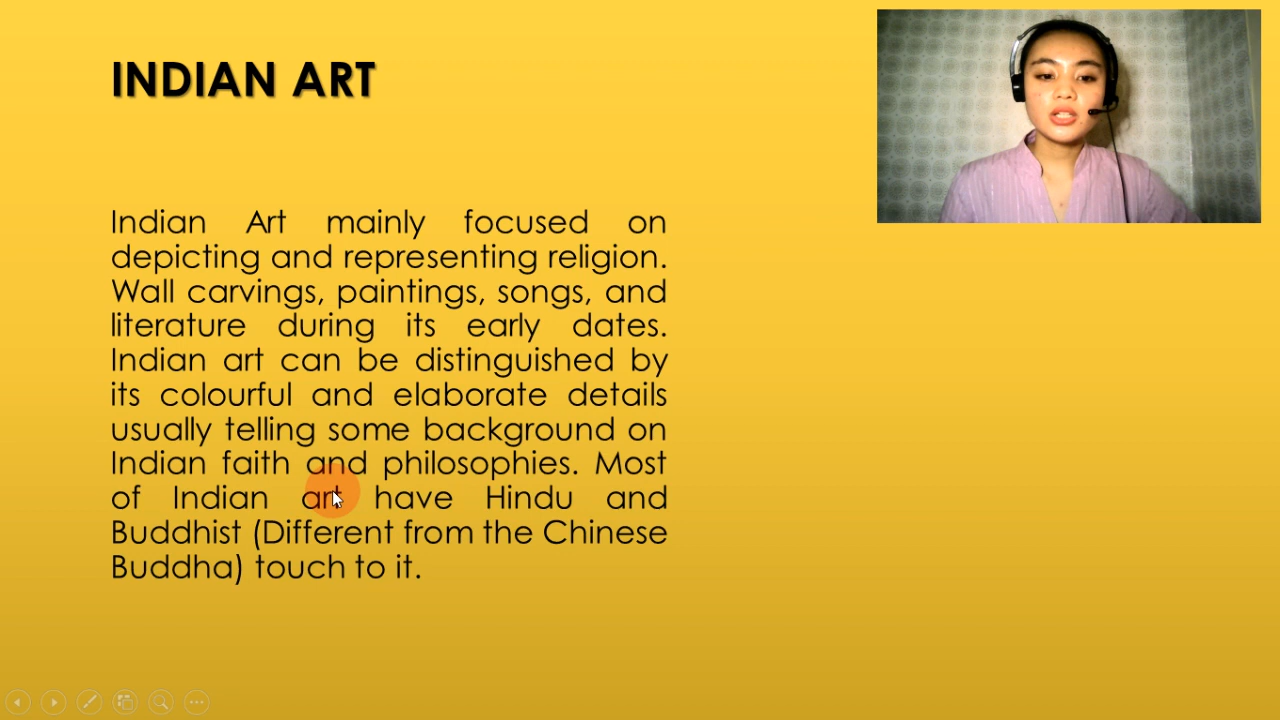 INDIAN ART
Indian Art mainly focused on
depicting and representing religion.
Wall carvings, paintings, songs, and
literature during its early dates.
Indian art can be distinguished by
its colourful and elaborate details
usually telling some background on
Indian faith and philosophies. Most
of Indian art have Hindu and
Buddhist (Different from the Chinese
Buddha) touch to it.